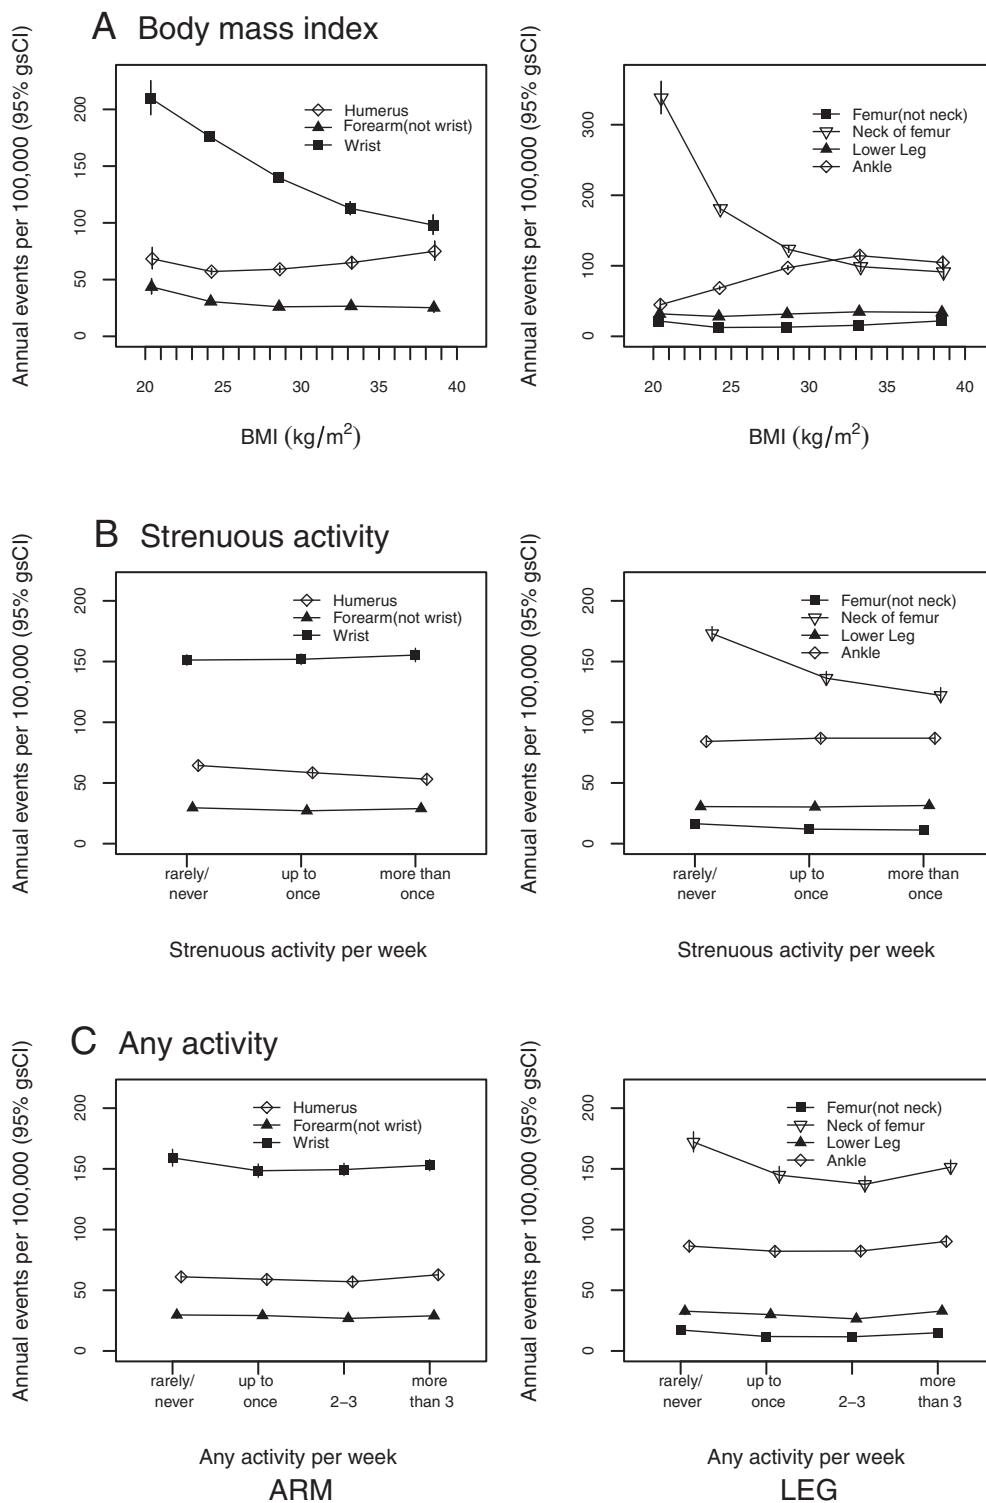 A Body mass index
Annual events per 100,000 (95% gsCI)
0 50 100 150 200
Humerus
Forearm(not wrist)
Wrist
20 25 30 35 40
BMI (kg/m²)
Annual events per 100,000 (95% gsCI)
0 100 200 300
Femur(not neck)
Neck of femur
Lower Leg
Ankle
20 25 30 35 40
BMI (kg/m²)
B Strenuous activity
Annual events per 100,000 (95% gsCI)
0 50 100 150 200
Humerus
Forearm(not wrist)
Wrist
rarely/ up to more than
never once once
Strenuous activity per week
Annual events per 100,000 (95% gsCI)
0 50 100 150 200
Femur(not neck)
Neck of femur
Lower Leg
Ankle
rarely/ up to more than
never once once
Strenuous activity per week
C Any activity
Annual events per 100,000 (95% gsCI)
0 50 100 150 200
Humerus
Forearm(not wrist)
Wrist
rarely/ up to more
never once 2–3 than 3
Any activity per week
ARM
Annual events per 100,000 (95% gsCI)
0 50 100 150 200
Femur(not neck)
Neck of femur
Lower Leg
Ankle
rarely/ up to more
never once 2–3 than 3
Any activity per week
LEG